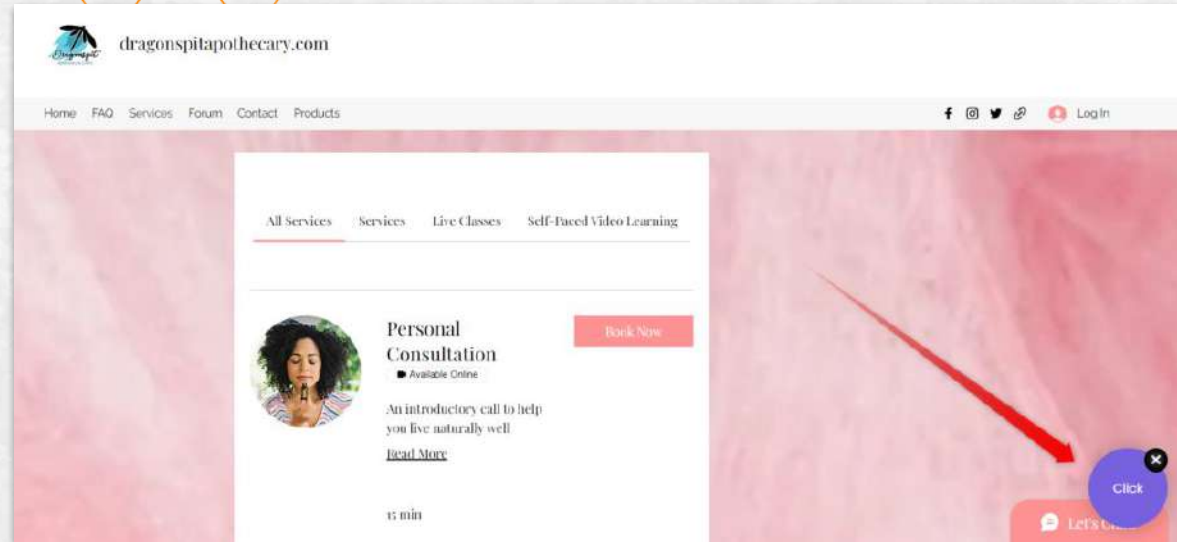 dragonspitapothecary.com
Dragonspit
Home FAQ Services Forum Contact Products
Log In
All Services Services Live Classes Self-Paced Video Learning
Personal
Consultation
Book Now
Available Online
An introductory call to help
you live naturally well
Read More
15 min
Click
Let's